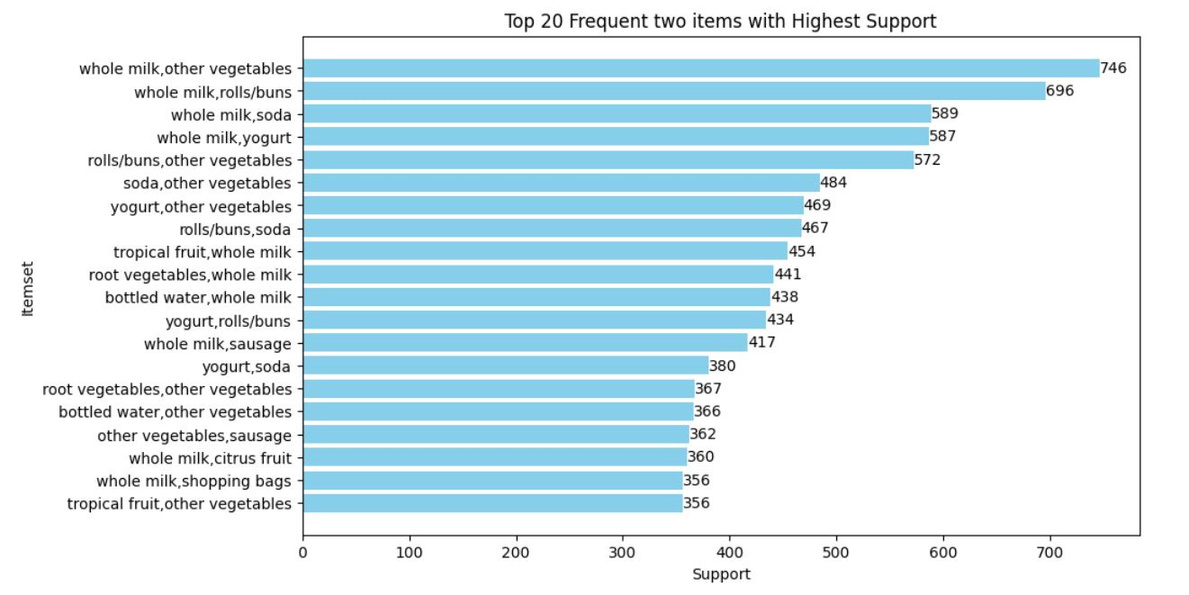 Top 20 Frequent two items with Highest Support
whole milk,other vegetables 746
whole milk,rolls/buns 696
whole milk,soda 589
whole milk,yogurt 587
rolls/buns,other vegetables 572
soda,other vegetables 484
yogurt,other vegetables 469
rolls/buns,soda 467
tropical fruit,whole milk 454
root vegetables,whole milk 441
bottled water,whole milk 438
yogurt,rolls/buns 434
whole milk,sausage 417
yogurt,soda 380
root vegetables,other vegetables 367
bottled water,other vegetables 366
other vegetables,sausage 362
whole milk,citrus fruit 360
whole milk,shopping bags 356
tropical fruit,other vegetables 356
Itemset
0 100 200 300 400 500 600 700
Support